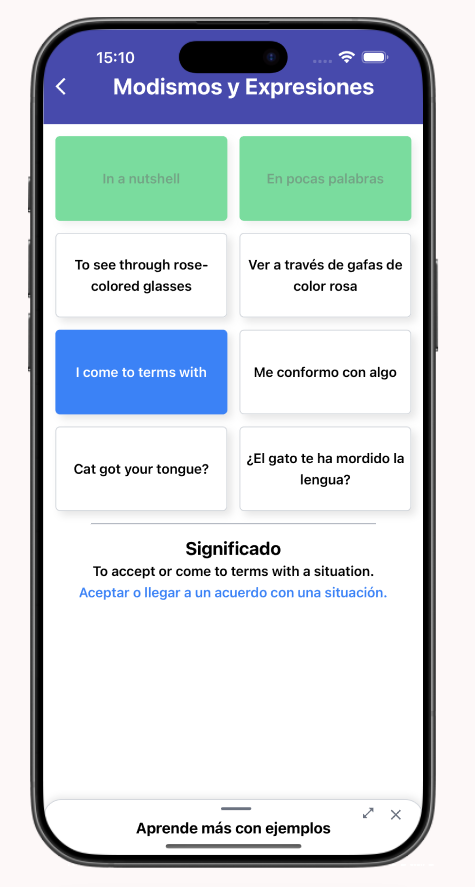 15:10
Modismos y Expresiones
In a nutshell
En pocas palabras
To see through rose-
colored glasses
Ver a través de gafas de
color rosa
I come to terms with
Me conformo con algo
Cat got your tongue?
¿El gato te ha mordido la
lengua?
Significado
To accept or come to terms with a situation.
Aceptar o llegar a un acuerdo con una situación.
Aprende más con ejemplos